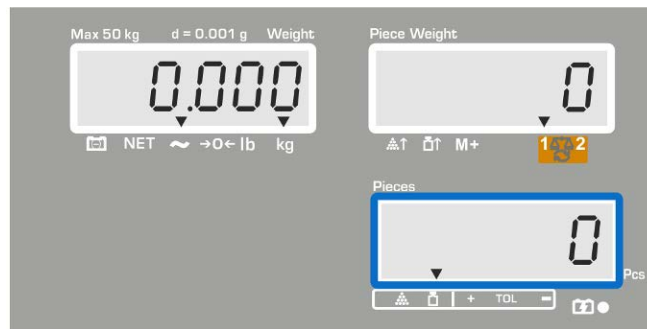 Max 50 kg d = 0.001 g Weight
0.000
NET →0← lb kg
Piece Weight
0
M+ 1 2
Pieces
0
Pcs
+ TOL -